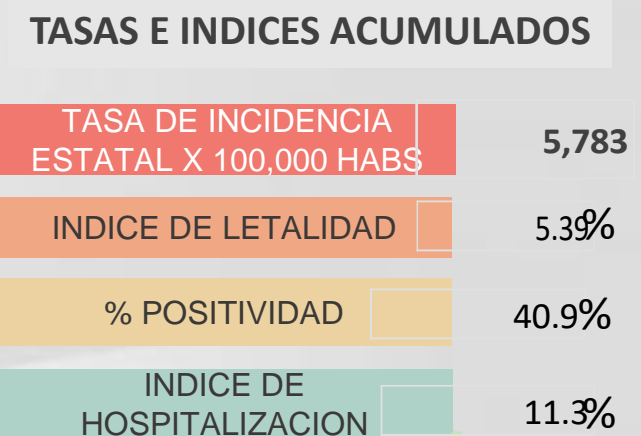 TASAS E INDICES ACUMULADOS
TASA DE INCIDENCIA
ESTATAL X 100,000 HABS
5,783
INDICE DE LETALIDAD
5.39%
% POSITIVIDAD
40.9%
INDICE DE
HOSPITALIZACION
11.3%